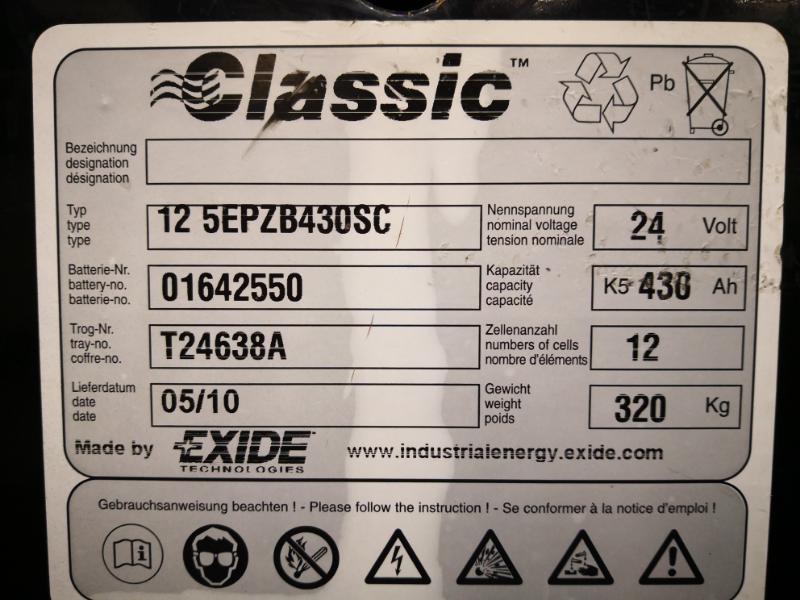 Classic™
Pb
Bezeichnung
designation
désignation
Typ
type
type
12 5EPZB430SC
Nennspannung
nominal voltage
tension nominale
24 Volt
Batterie-Nr.
battery-no.
batterie-no.
01642550
Kapazität
capacity
capacité
K5 430 Ah
Trog-Nr.
tray-no.
coffre-no.
T24638A
Zellenanzahl
numbers of cells
nombre d'éléments
12
Lieferdatum
date
date
05/10
Gewicht
weight
poids
320 Kg
Made by EXIDE
TECHNOLOGIES
www.industrialenergy.exide.com
Gebrauchsanweisung beachten ! - Please follow the instruction ! - Se conformer à la notice d'emploi !